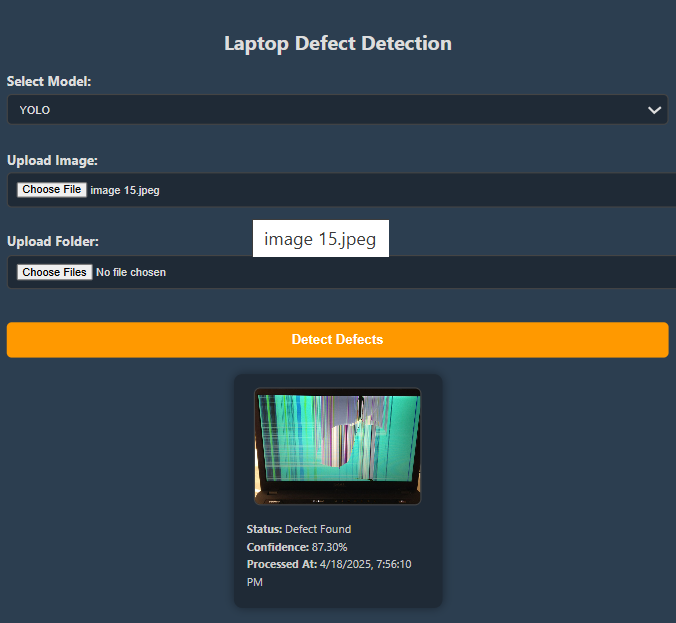 Laptop Defect Detection
Select Model:
YOLO
Upload Image:
Choose File image 15.jpeg
image 15.jpeg
Upload Folder:
Choose Files No file chosen
Detect Defects
Status: Defect Found
Confidence: 87.30%
Processed At: 4/18/2025, 7:56:10
PM